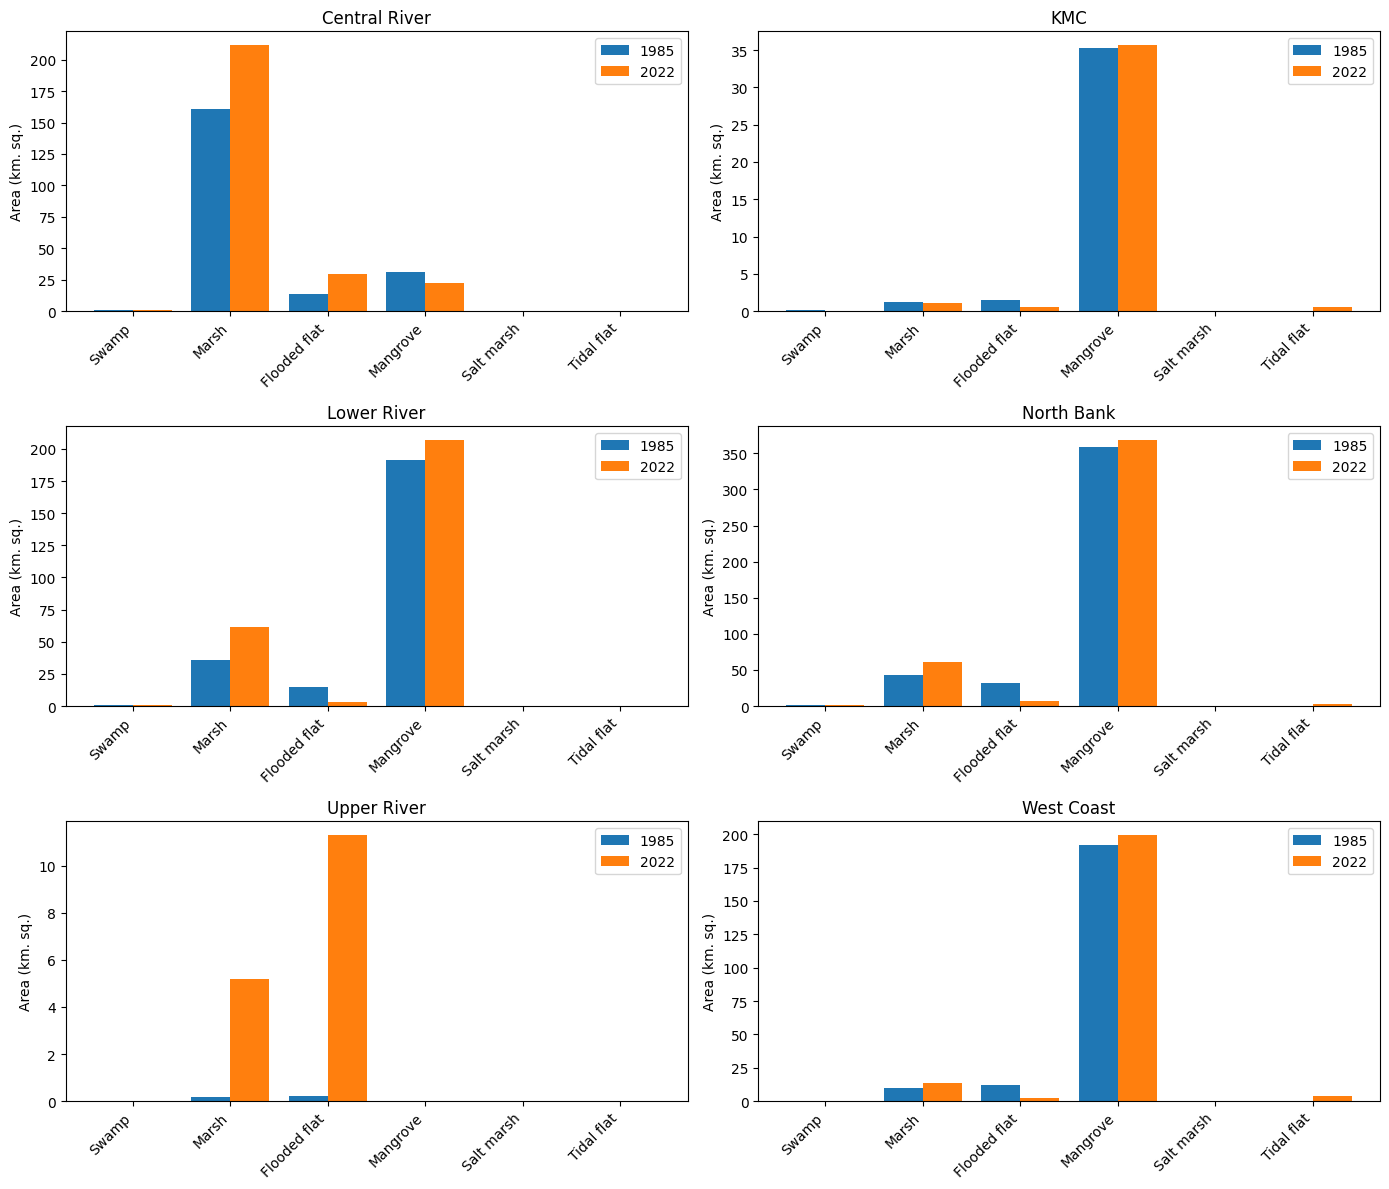 Central River
1985
2022
Area (km. sq.)
200
175
150
125
100
75
50
25
0
Swamp
Marsh
Flooded flat
Mangrove
Salt marsh
Tidal flat
KMC
1985
2022
Area (km. sq.)
35
30
25
20
15
10
5
0
Swamp
Marsh
Flooded flat
Mangrove
Salt marsh
Tidal flat
Lower River
1985
2022
Area (km. sq.)
200
175
150
125
100
75
50
25
0
Swamp
Marsh
Flooded flat
Mangrove
Salt marsh
Tidal flat
North Bank
1985
2022
Area (km. sq.)
350
300
250
200
150
100
50
0
Swamp
Marsh
Flooded flat
Mangrove
Salt marsh
Tidal flat
Upper River
1985
2022
Area (km. sq.)
10
8
6
4
2
0
Swamp
Marsh
Flooded flat
Mangrove
Salt marsh
Tidal flat
West Coast
1985
2022
Area (km. sq.)
200
175
150
125
100
75
50
25
0
Swamp
Marsh
Flooded flat
Mangrove
Salt marsh
Tidal flat